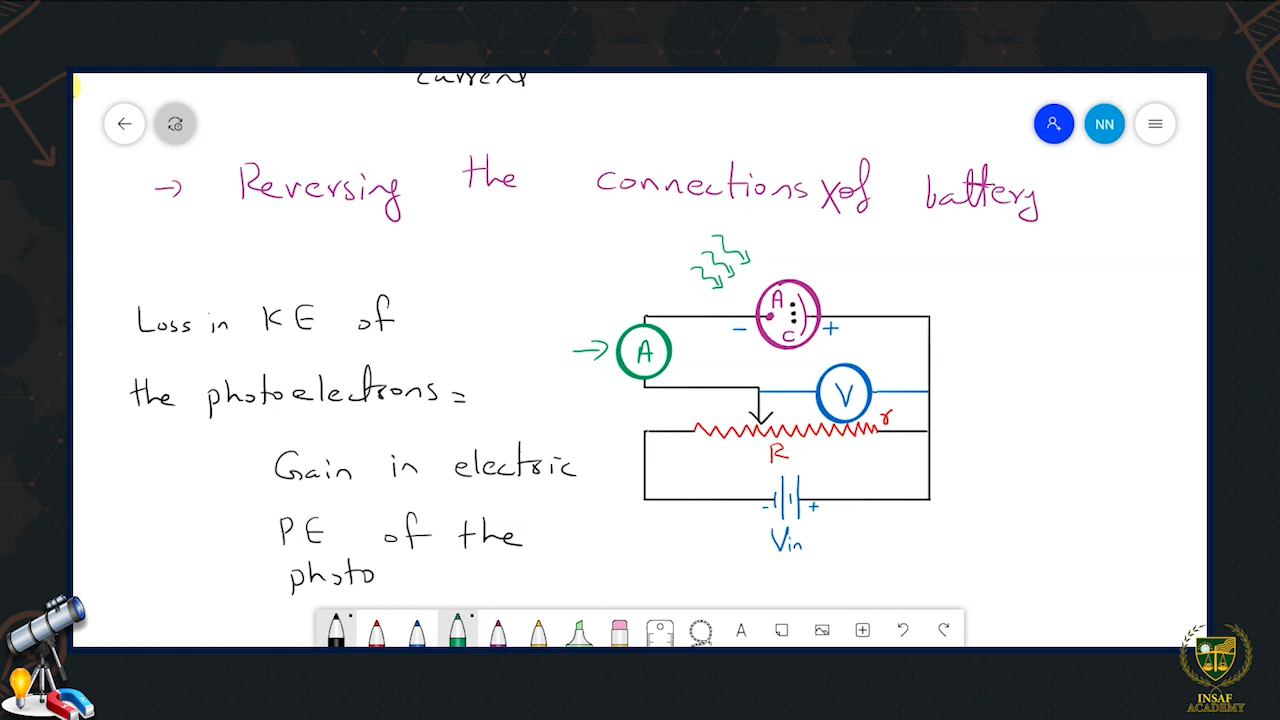 current
NN
→ Reversing the connections of battery
Loss in KE of
the photoelectrons =
Gain in electric
PE of the
photo
A
C
- +
A
V
r
R
- +
Vin
A
INSAF
ACADEMY